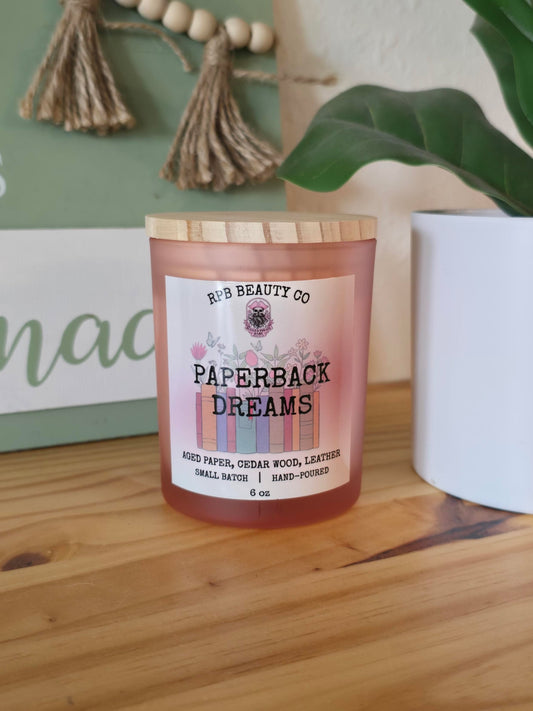 RPB BEAUTY CO
PAPERBACK
DREAMS
AGED PAPER, CEDAR WOOD, LEATHER
SMALL BATCH | HAND-POURED
6 oz